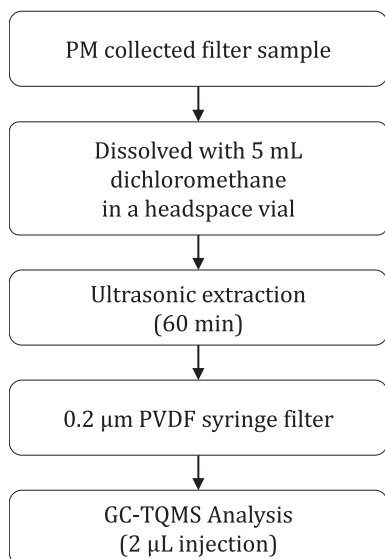 PM collected filter sample
Dissolved with 5 mL
dichloromethane
in a headspace vial
Ultrasonic extraction
(60 min)
0.2 μm PVDF syringe filter
GC-TQMS Analysis
(2 μL injection)